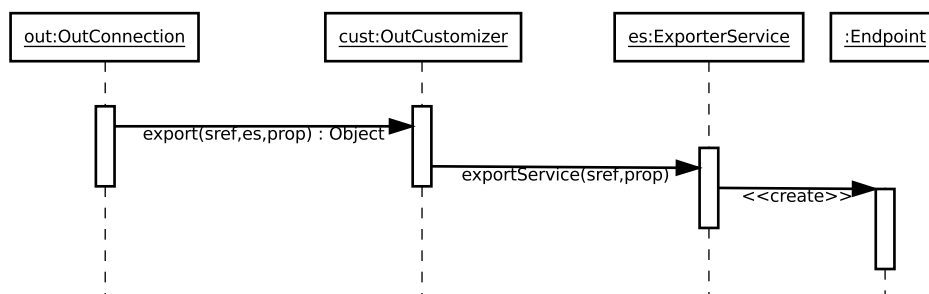 out:OutConnection
cust:OutCustomizer
es:ExporterService
:Endpoint
export(sref,es,prop) : Object
exportService(sref,prop)
<<create>>